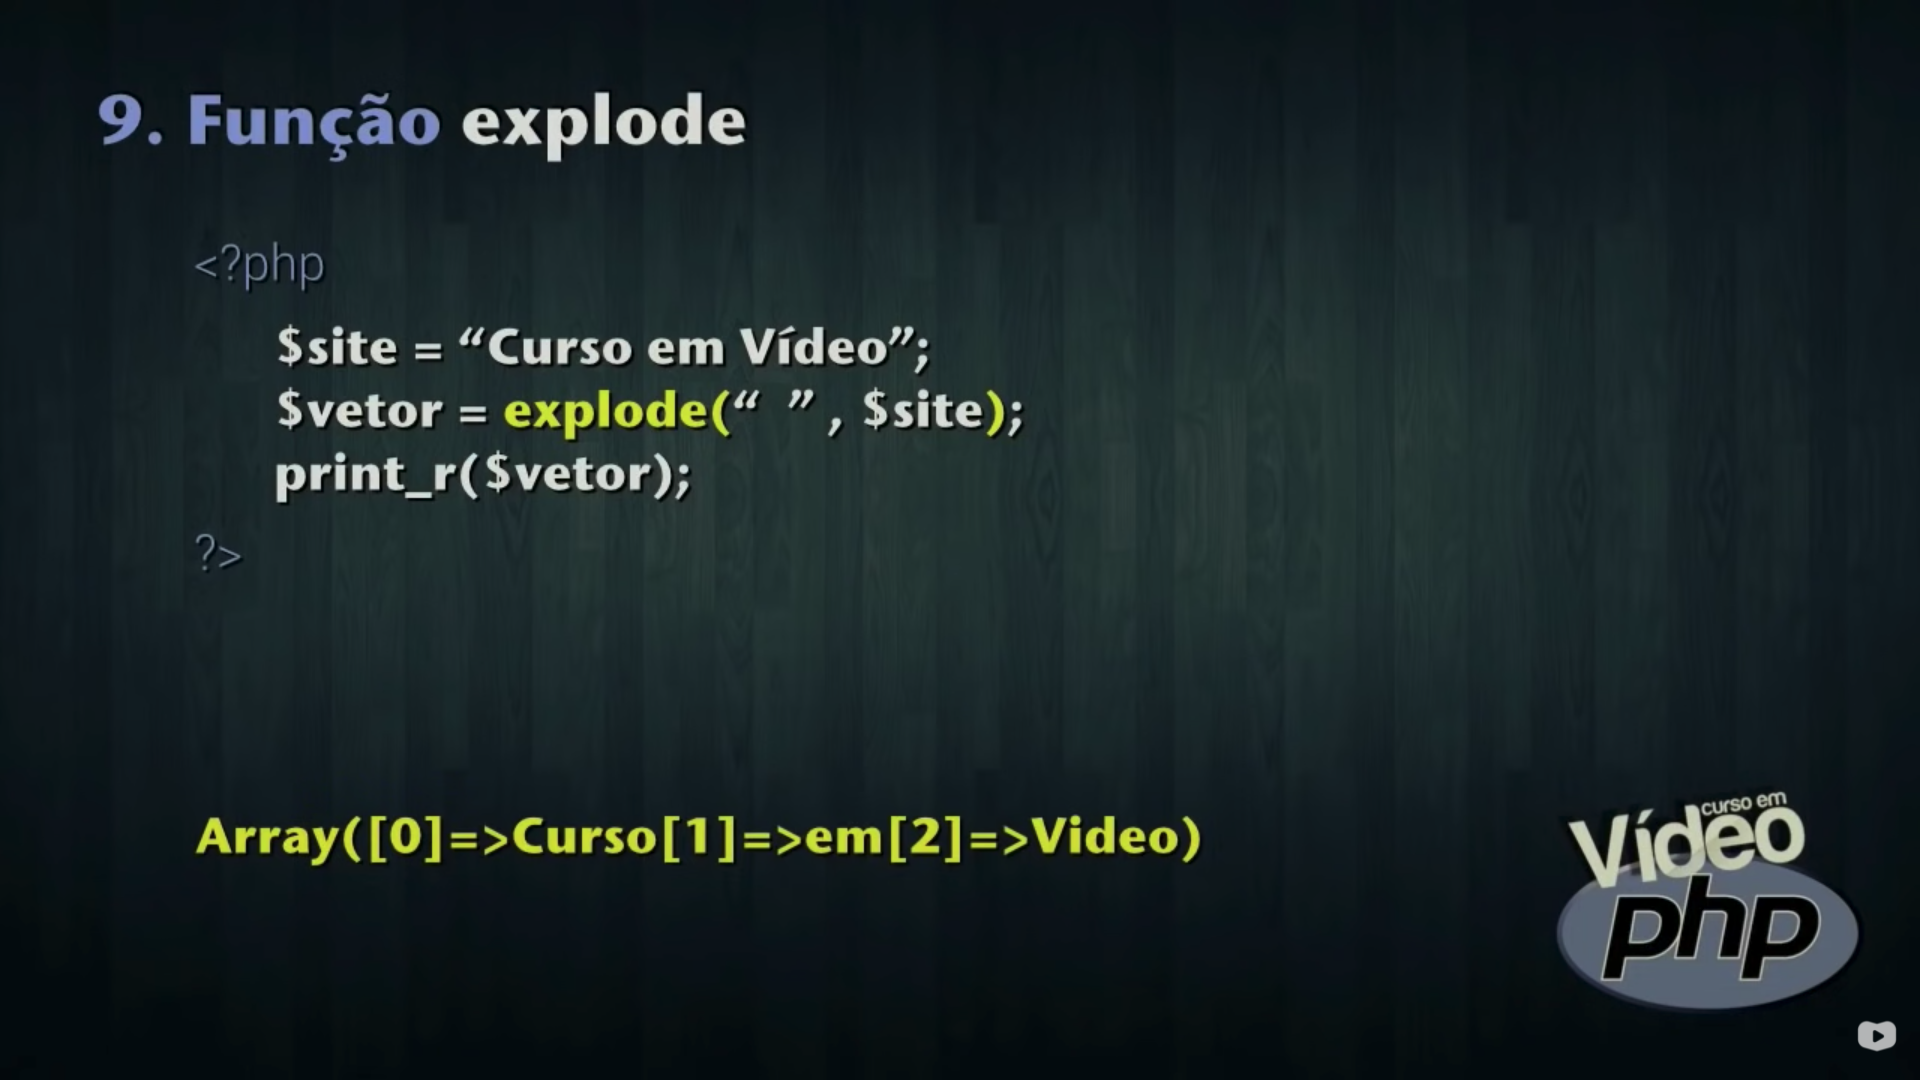 9. Função explode
<?php
$site = “Curso em Vídeo”;
$vetor = explode(“ ”, $site);
print_r($vetor);
?>
Array([0]=>Curso[1]=>em[2]=>Video)
curso em
Vídeo
php